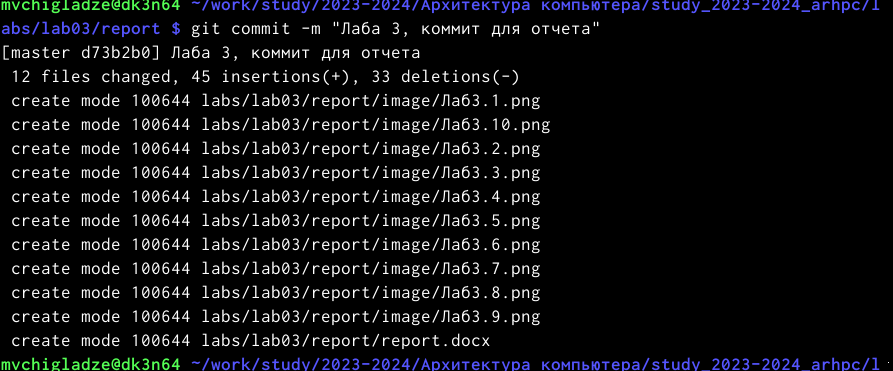 mvchigladze@dk3n64 ~/work/study/2023-2024/Архитектура компьютера/study_2023-2024_arhpc/l
abs/lab03/report $ git commit -m "Лаба 3, коммит для отчета"
[master d73b2b0] Лаба 3, коммит для отчета
 12 files changed, 45 insertions(+), 33 deletions(-)
 create mode 100644 labs/lab03/report/image/Лаб3.1.png
 create mode 100644 labs/lab03/report/image/Лаб3.10.png
 create mode 100644 labs/lab03/report/image/Лаб3.2.png
 create mode 100644 labs/lab03/report/image/Лаб3.3.png
 create mode 100644 labs/lab03/report/image/Лаб3.4.png
 create mode 100644 labs/lab03/report/image/Лаб3.5.png
 create mode 100644 labs/lab03/report/image/Лаб3.6.png
 create mode 100644 labs/lab03/report/image/Лаб3.7.png
 create mode 100644 labs/lab03/report/image/Лаб3.8.png
 create mode 100644 labs/lab03/report/image/Лаб3.9.png
 create mode 100644 labs/lab03/report/report.docx
mvchigladze@dk3n64 ~/work/study/2023-2024/Архитектура компьютера/study_2023-2024_arhpc/l